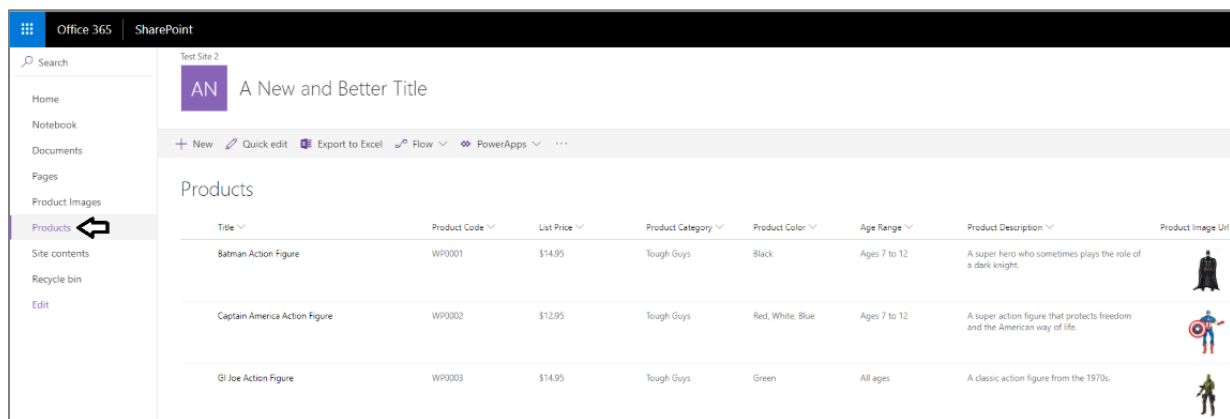 Office 365 SharePoint
Search
Home
Notebook
Documents
Pages
Product Images
Products
Site contents
Recycle bin
Edit
Test Site 2
AN A New and Better Title
New Quick edit Export to Excel Flow PowerApps ...
Products
Title Product Code List Price Product Category Product Color Age Range Product Description Product Image Url
Batman Action Figure WP0001 $14.95 Tough Guys Black Ages 7 to 12 A super hero who sometimes plays the role of
a dark knight.
Captain America Action Figure WP0002 $12.95 Tough Guys Red, White, Blue Ages 7 to 12 A super action figure that protects freedom
and the American way of life.
GI Joe Action Figure WP0003 $14.95 Tough Guys Green All ages A classic action figure from the 1970s.